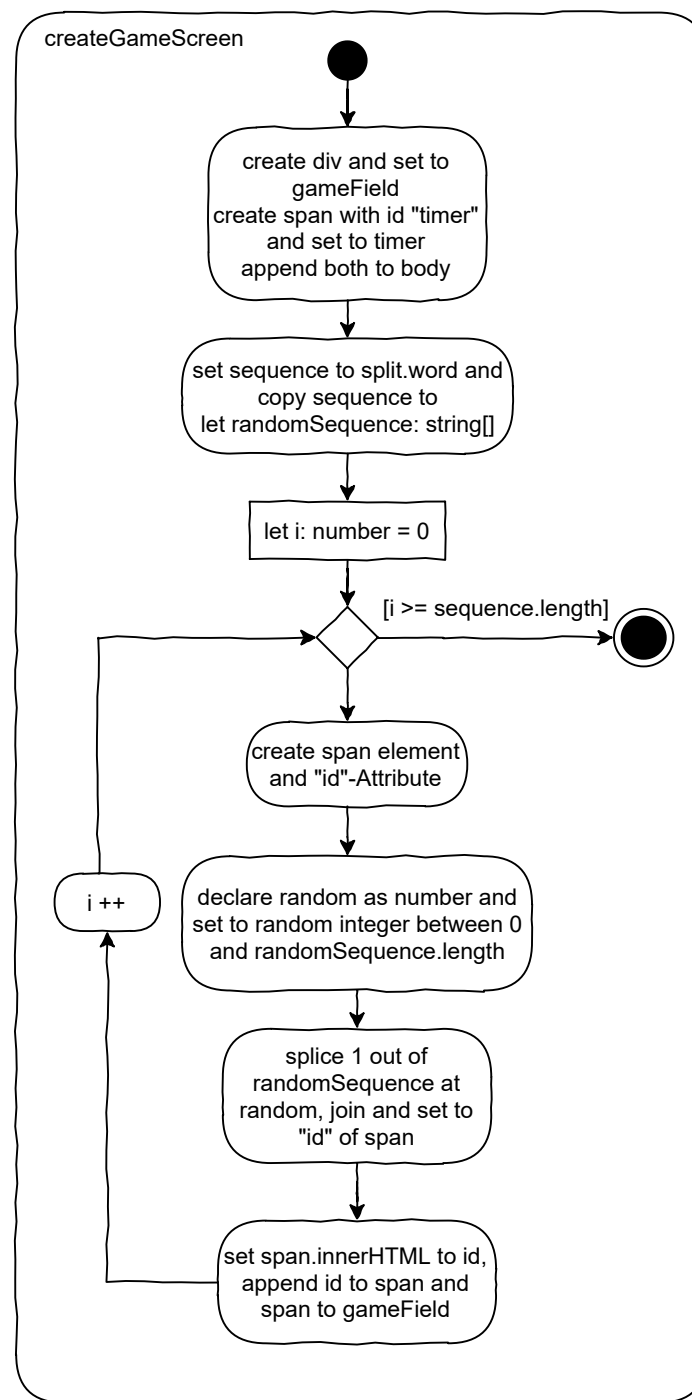 createGameScreen
create div and set to
gameField
create span with id "timer"
and set to timer
append both to body
set sequence to split.word and
copy sequence to
let randomSequence: string[]
let i: number = 0
[i >= sequence.length]
create span element
and "id"-Attribute
declare random as number and
set to random integer between 0
and randomSequence.length
i ++
splice 1 out of
randomSequence at
random, join and set to
"id" of span
set span.innerHTML to id,
append id to span and
span to gameField